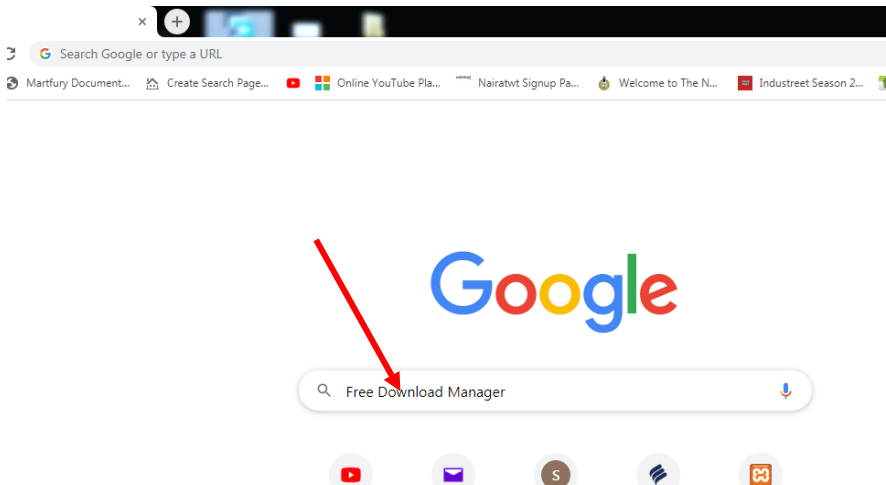 Search Google or type a URL
Martfury Document... Create Search Page... Online YouTube Pla... Nairatwt Signup Pa... Welcome to The N... Industreet Season 2...
Google
Free Download Manager
S